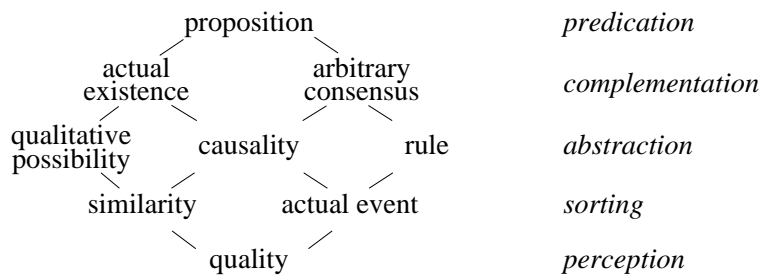 proposition predication
actual arbitrary
existence consensus complementation
qualitative
possibility causality rule abstraction
similarity actual event sorting
quality perception